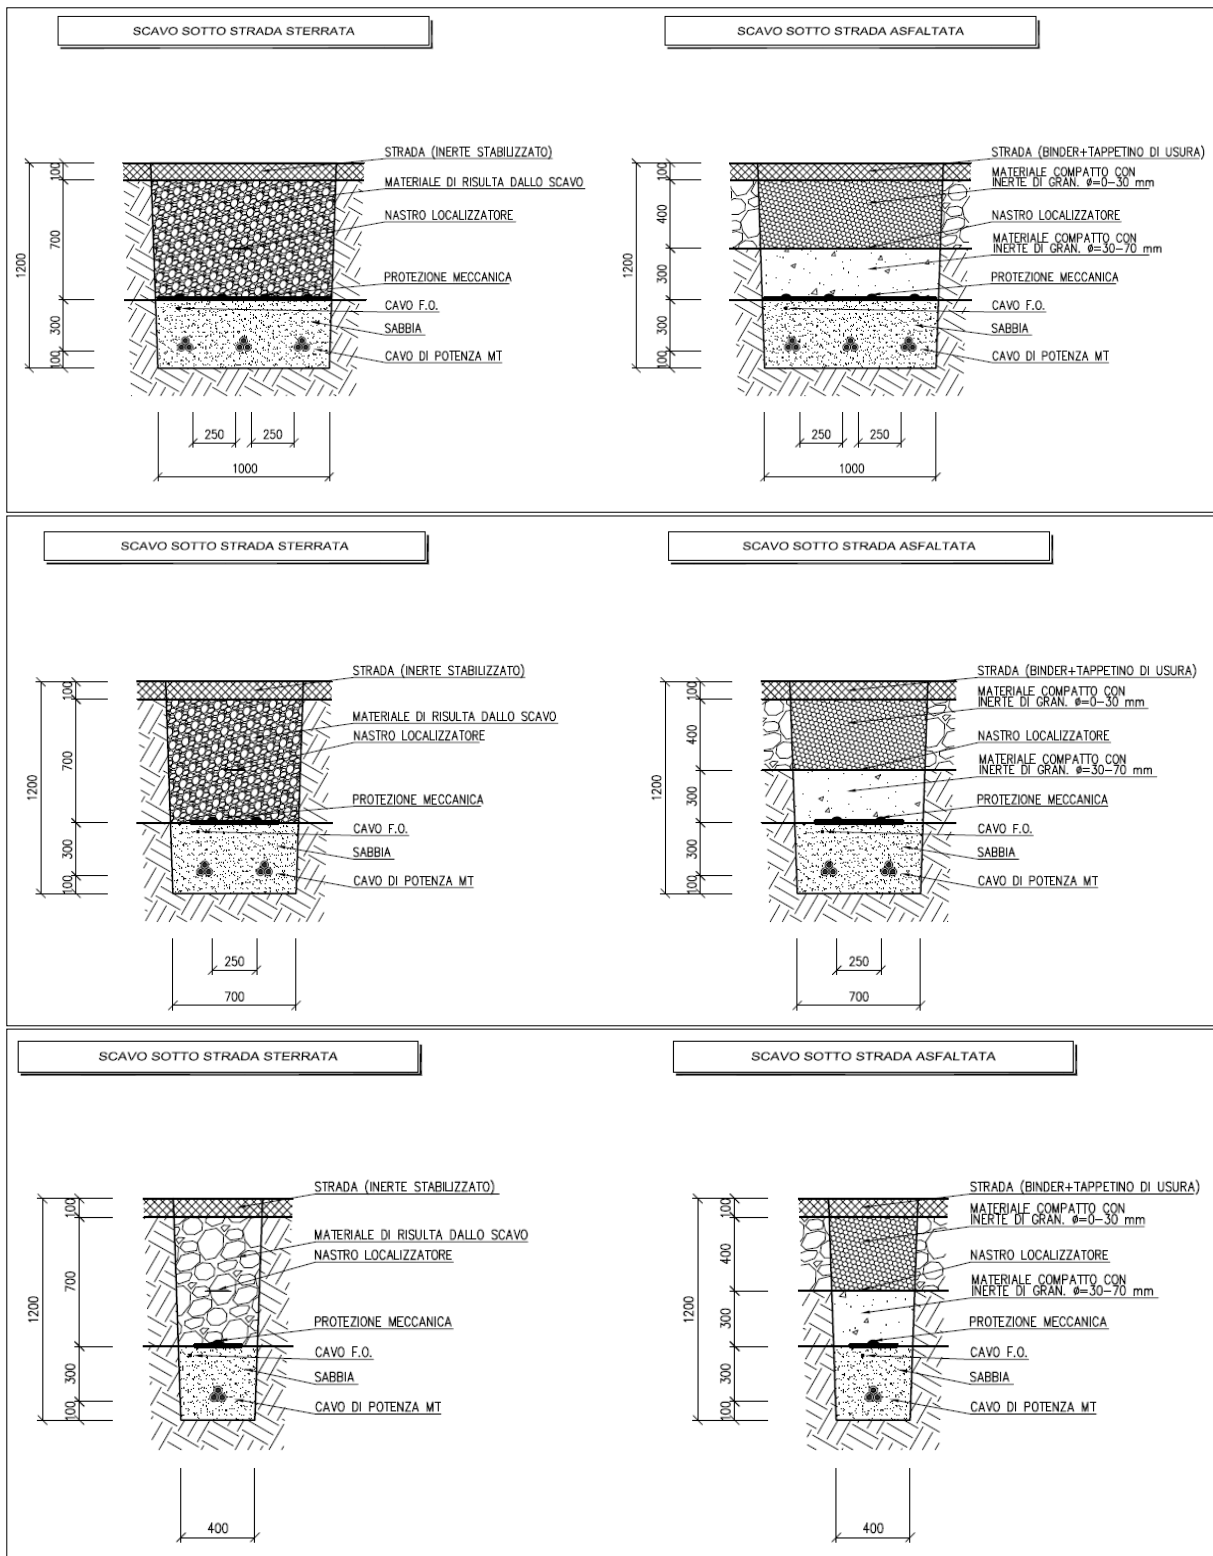 SCAVO SOTTO STRADA STERRATA
STRADA (INERTE STABILIZZATO)
MATERIALE DI RISULTA DALLO SCAVO
NASTRO LOCALIZZATORE
PROTEZIONE MECCANICA
CAVO F.O.
SABBIA
CAVO DI POTENZA MT
1200
100
700
300
100
250
250
1000
SCAVO SOTTO STRADA ASFALTATA
STRADA (BINDER+TAPPETINO DI USURA)
MATERIALE COMPATTO CON
INERTE DI GRAN. ø=0-30 mm
NASTRO LOCALIZZATORE
MATERIALE COMPATTO CON
INERTE DI GRAN. ø=30-70 mm
PROTEZIONE MECCANICA
CAVO F.O.
SABBIA
CAVO DI POTENZA MT
1200
100
400
300
300
100
250
250
1000
SCAVO SOTTO STRADA STERRATA
STRADA (INERTE STABILIZZATO)
MATERIALE DI RISULTA DALLO SCAVO
NASTRO LOCALIZZATORE
PROTEZIONE MECCANICA
CAVO F.O.
SABBIA
CAVO DI POTENZA MT
1200
100
700
300
100
250
700
SCAVO SOTTO STRADA ASFALTATA
STRADA (BINDER+TAPPETINO DI USURA)
MATERIALE COMPATTO CON
INERTE DI GRAN. ø=0-30 mm
NASTRO LOCALIZZATORE
MATERIALE COMPATTO CON
INERTE DI GRAN. ø=30-70 mm
PROTEZIONE MECCANICA
CAVO F.O.
SABBIA
CAVO DI POTENZA MT
1200
100
400
300
300
100
250
700
SCAVO SOTTO STRADA STERRATA
STRADA (INERTE STABILIZZATO)
MATERIALE DI RISULTA DALLO SCAVO
NASTRO LOCALIZZATORE
PROTEZIONE MECCANICA
CAVO F.O.
SABBIA
CAVO DI POTENZA MT
1200
100
700
300
100
400
SCAVO SOTTO STRADA ASFALTATA
STRADA (BINDER+TAPPETINO DI USURA)
MATERIALE COMPATTO CON
INERTE DI GRAN. ø=0-30 mm
NASTRO LOCALIZZATORE
MATERIALE COMPATTO CON
INERTE DI GRAN. ø=30-70 mm
PROTEZIONE MECCANICA
CAVO F.O.
SABBIA
CAVO DI POTENZA MT
1200
100
400
300
300
100
400